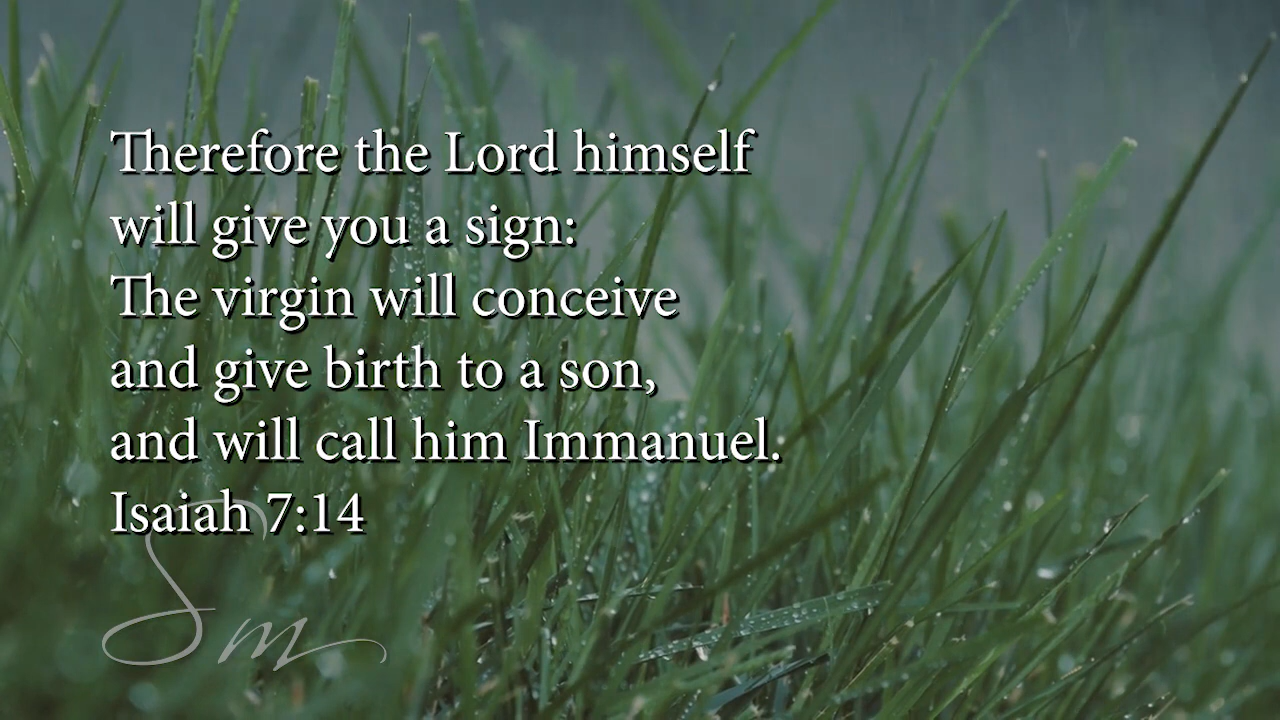 Therefore the Lord himself
will give you a sign:
The virgin will conceive
and give birth to a son,
and will call him Immanuel.
Isaiah 7:14
Sm